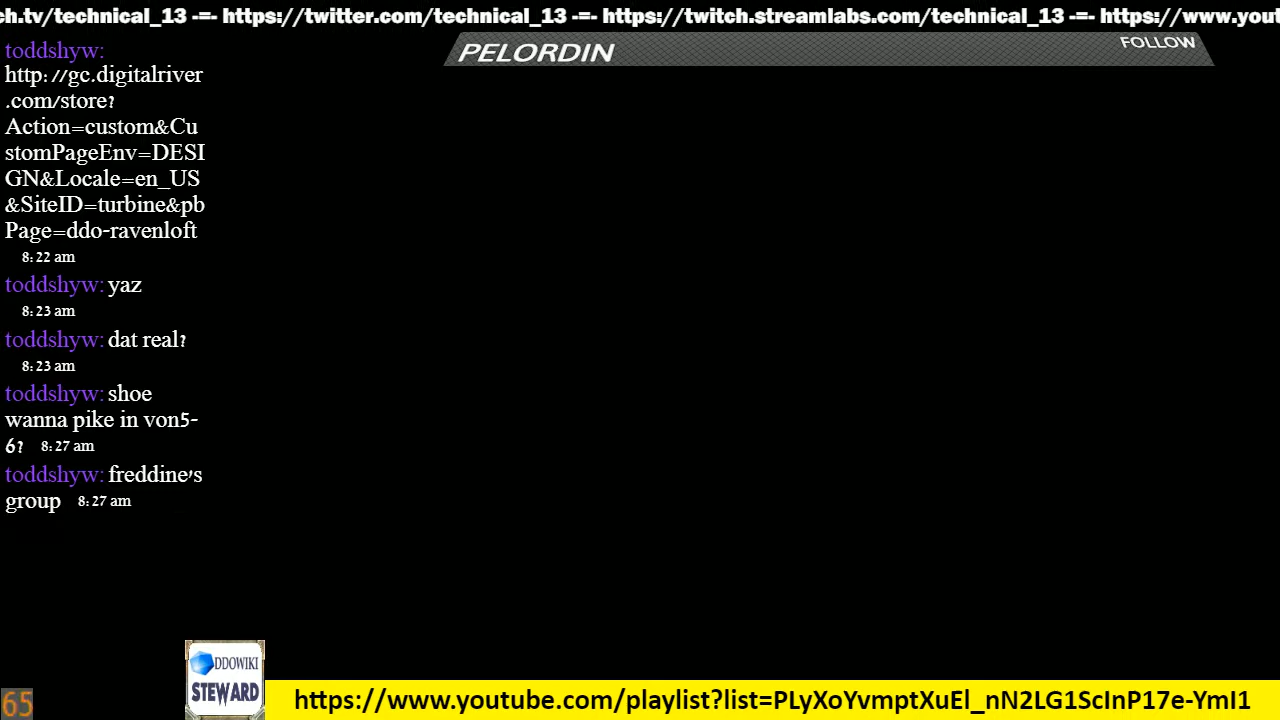 ch.tv/technical_13 -=- https://twitter.com/technical_13 -=- https://twitch.streamlabs.com/technical_13 -=- https://www.yout
PELORDIN
FOLLOW
toddshyw:
http://gc.digitalriver
.com/store?
Action=custom&Cu
stomPageEnv=DESI
GN&Locale=en_US
&SiteID=turbine&pb
Page=ddo-ravenloft
8:22 am
toddshyw: yaz
8:23 am
toddshyw: dat real?
8:23 am
toddshyw: shoe
wanna pike in von5-
6? 8:27 am
toddshyw: freddine's
group 8:27 am
DDOWIKI
STEWARD
65
https://www.youtube.com/playlist?list=PLyXoYvmptXuEl_nN2LG1ScInP17e-YmI1